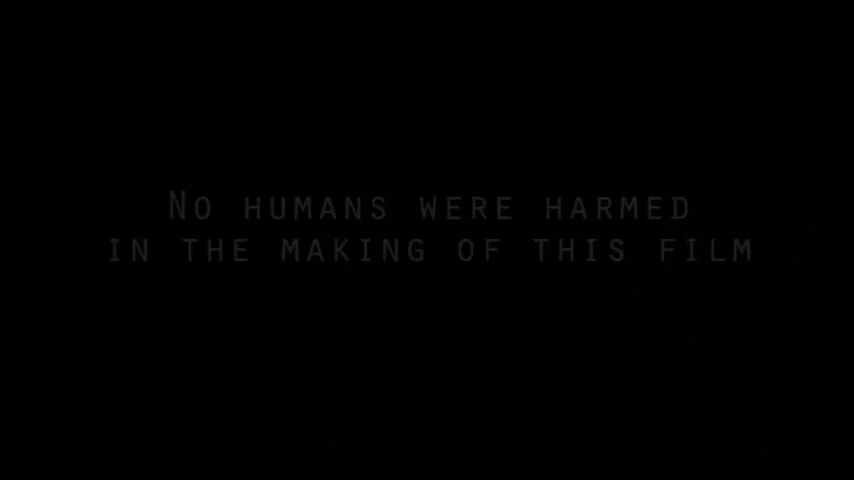 No humans were harmed
in the making of this film